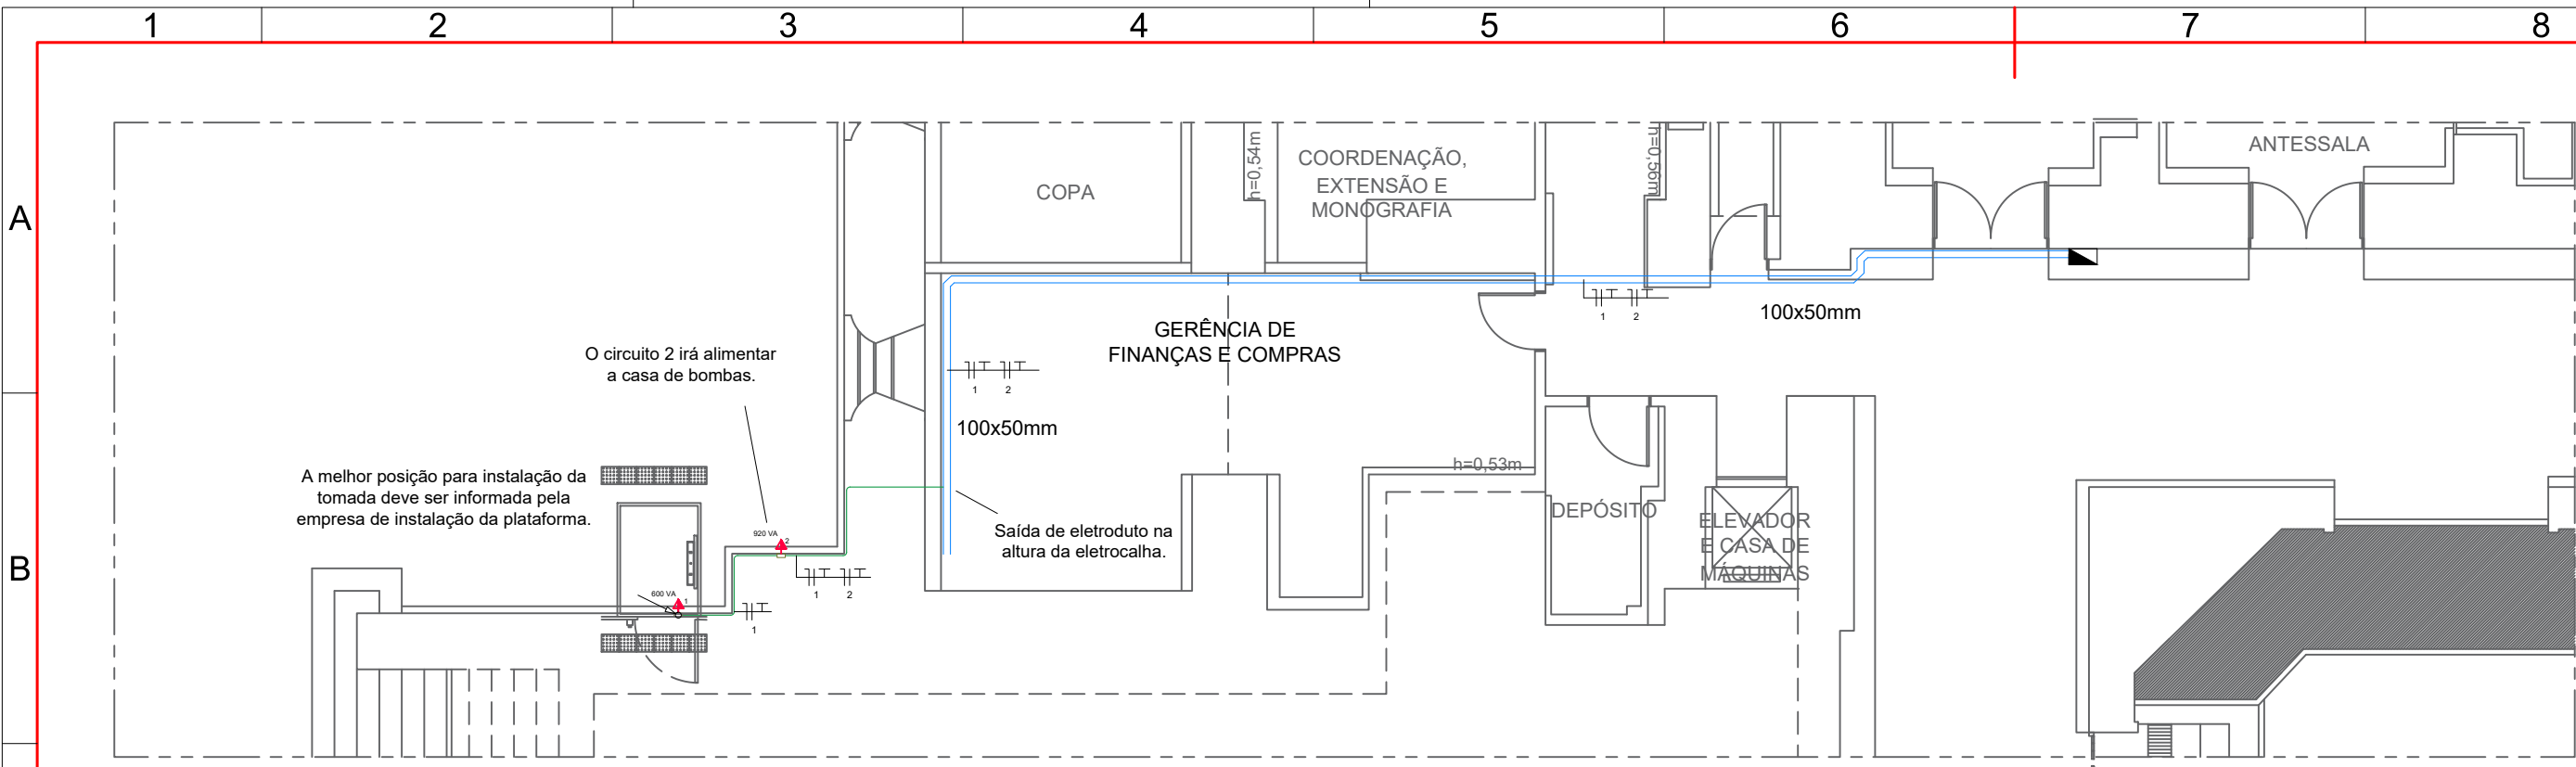 1
2
3
4
5
6
7
8
A
B
COPA
h=0,54m
COORDENAÇÃO,
EXTENSÃO E
MONOGRAFIA
h=0,56m
ANTESSALA
GERÊNCIA DE
FINANÇAS E COMPRAS
1
2
100x50mm
1
2
100x50mm
O circuito 2 irá alimentar
a casa de bombas.
A melhor posição para instalação da
tomada deve ser informada pela
empresa de instalação da plataforma.
920 VA
2
600 VA
1
1
2
1
Saída de eletroduto na
altura da eletrocalha.
h=0,53m
DEPÓSITO
ELEVADOR
E CASA DE
MÁQUINAS